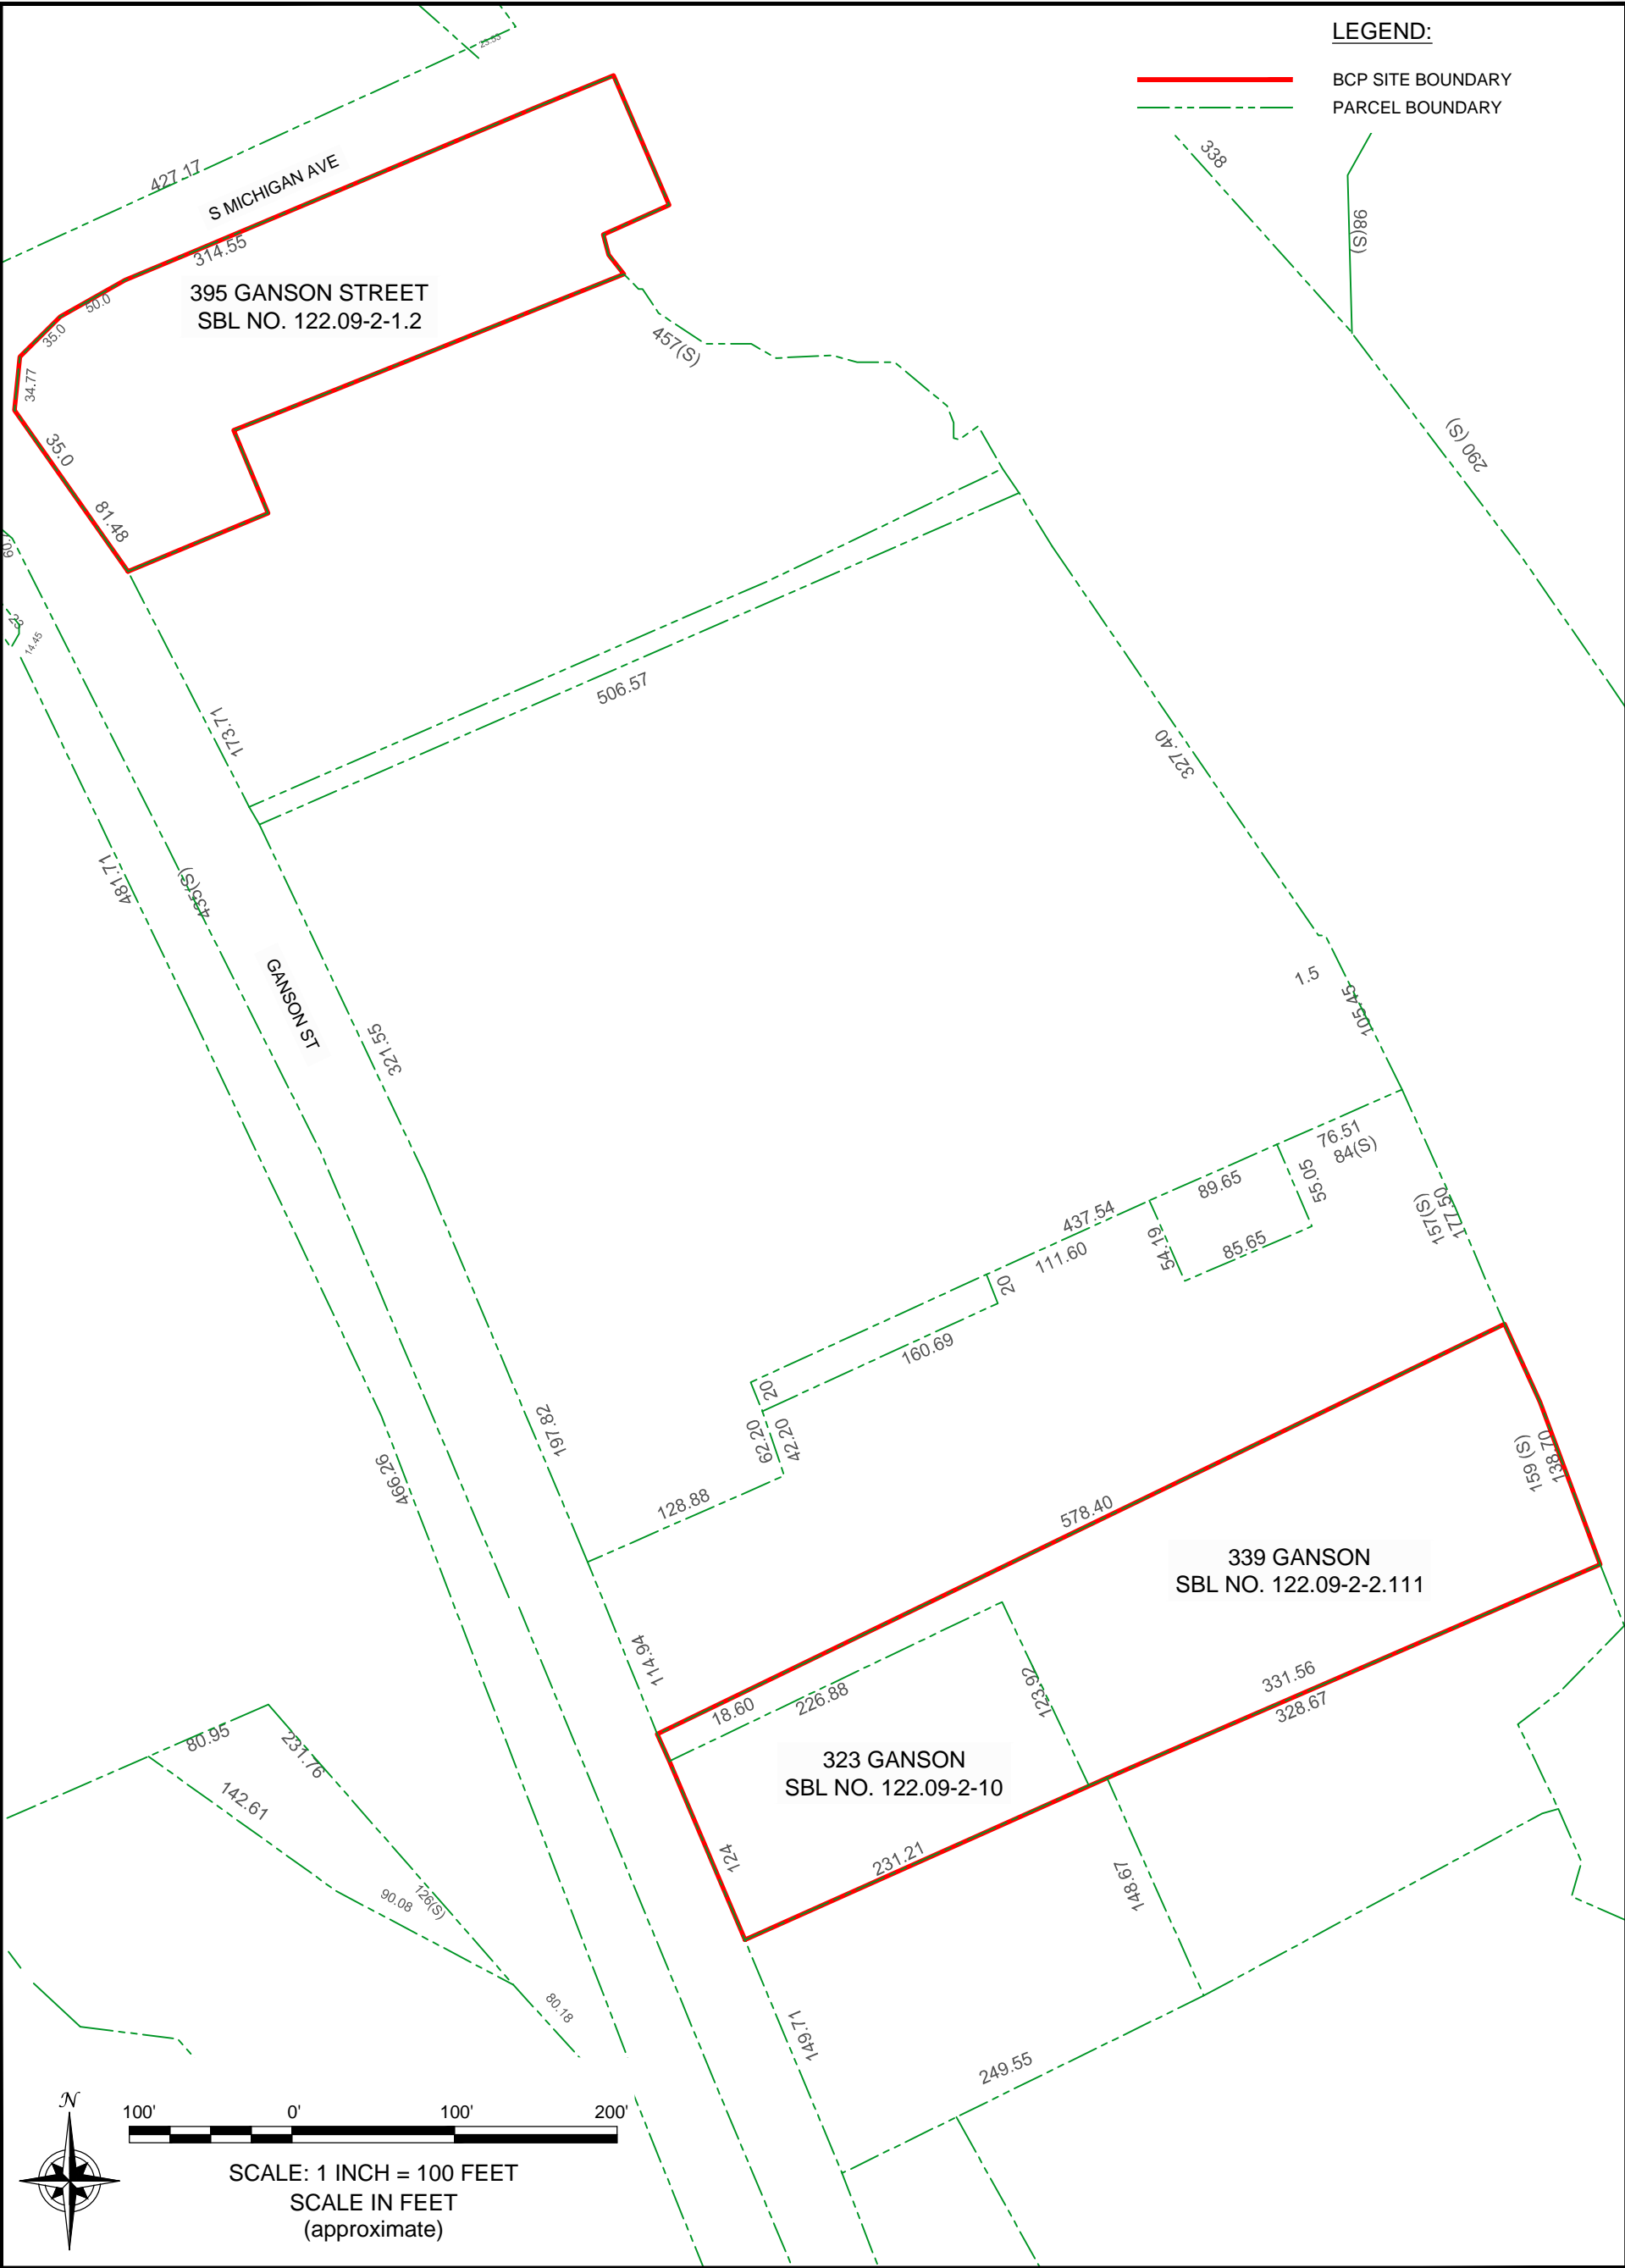 LEGEND:
BCP SITE BOUNDARY
PARCEL BOUNDARY
23.53
427.17
S MICHIGAN AVE
314.55
338
98(S)
395 GANSON STREET
SBL NO. 122.09-2-1.2
50.0
35.0
34.77
457(S)
35.0
290 (S)
81.48
23
14.45
506.57
173.71
327.40
481.71
435(S)
GANSON ST
1.5
105.45
321.55
76.51
84(S)
89.65
55.05
177.50
157(S)
437.54
111.60
54.19
85.65
20
160.69
20
62.20
42.20
197.82
466.26
128.88
138.70
159 (S)
578.40
339 GANSON
SBL NO. 122.09-2-2.111
114.94
18.60
226.88
123.92
331.56
328.67
80.95
231.76
323 GANSON
SBL NO. 122.09-2-10
142.61
124
231.21
148.67
90.08
126(S)
80.18
149.71
249.55
N
100'
0'
100'
200'
SCALE: 1 INCH = 100 FEET
SCALE IN FEET
(approximate)